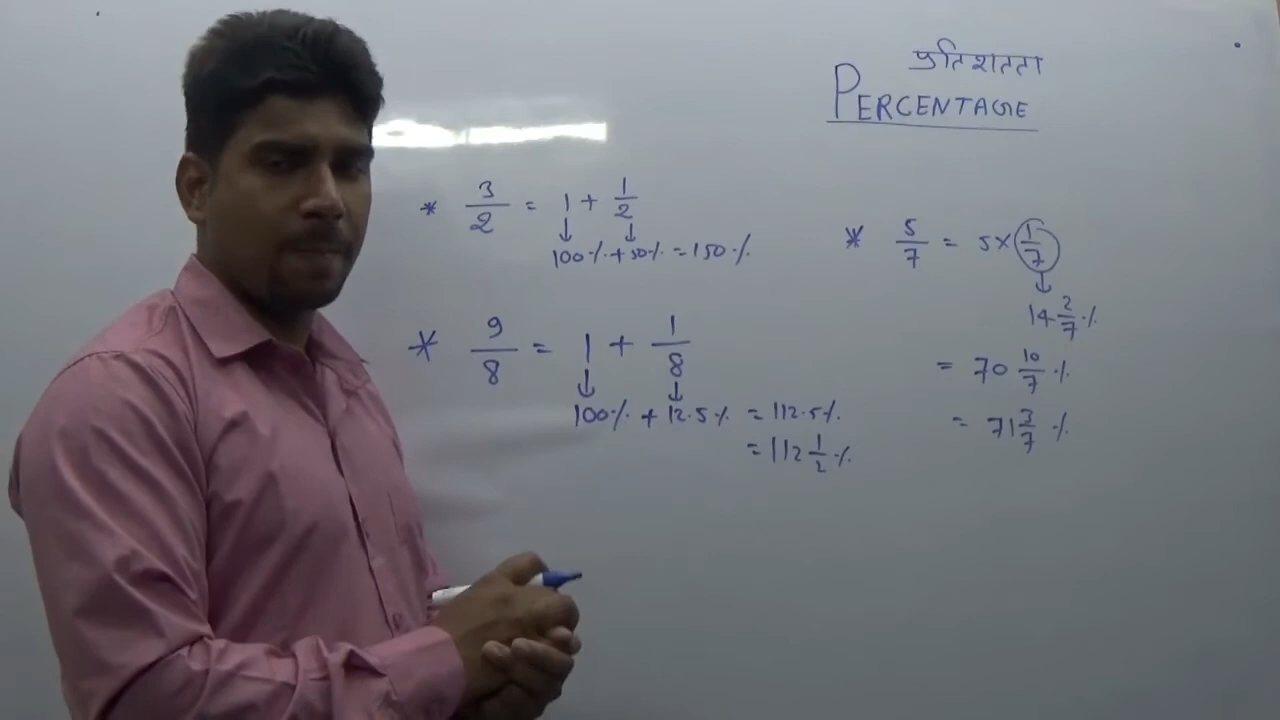 प्रतिशतता
PERCENTAGE
* 3/2 = 1 + 1/2
↓ ↓
100% + 50% = 150%
* 9/8 = 1 + 1/8
↓ ↓
100% + 12.5% = 112.5%
= 112 1/2 %
* 5/7 = 5 × 1/7
↓
14 2/7 %
= 70 10/7 %
= 71 3/7 %